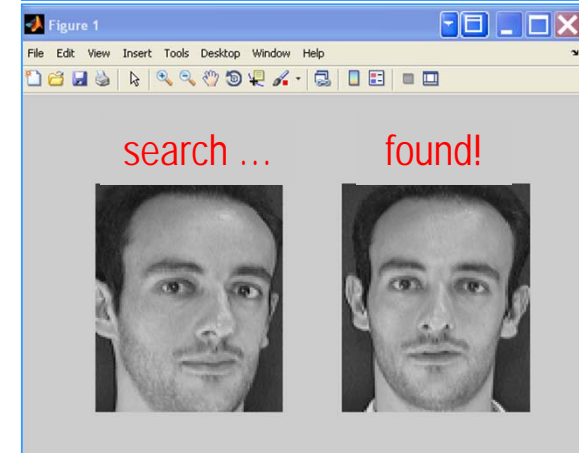 Figure 1
File Edit View Insert Tools Desktop Window Help
search ... found!